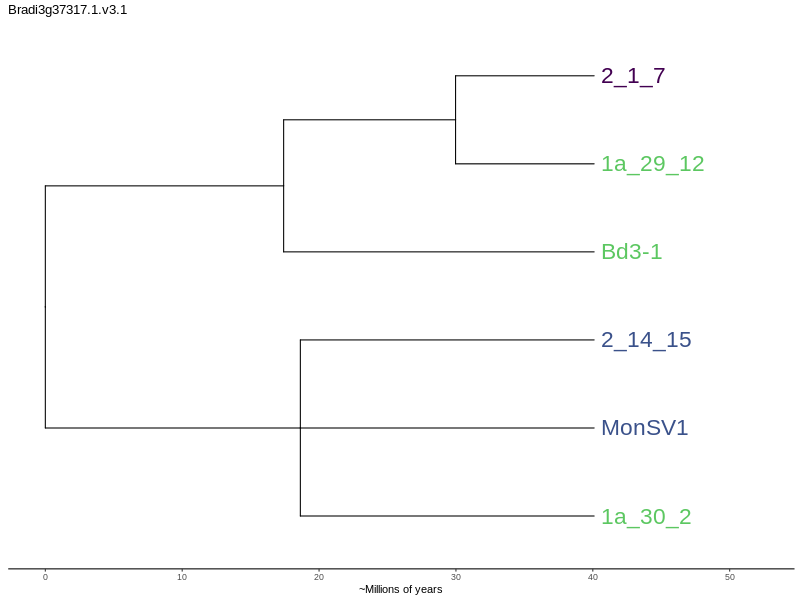 Bradi3g37317.1.v3.1
2_1_7
1a_29_12
Bd3-1
2_14_15
MonSV1
1a_30_2
0 10 20 30 40 50
~Millions of years